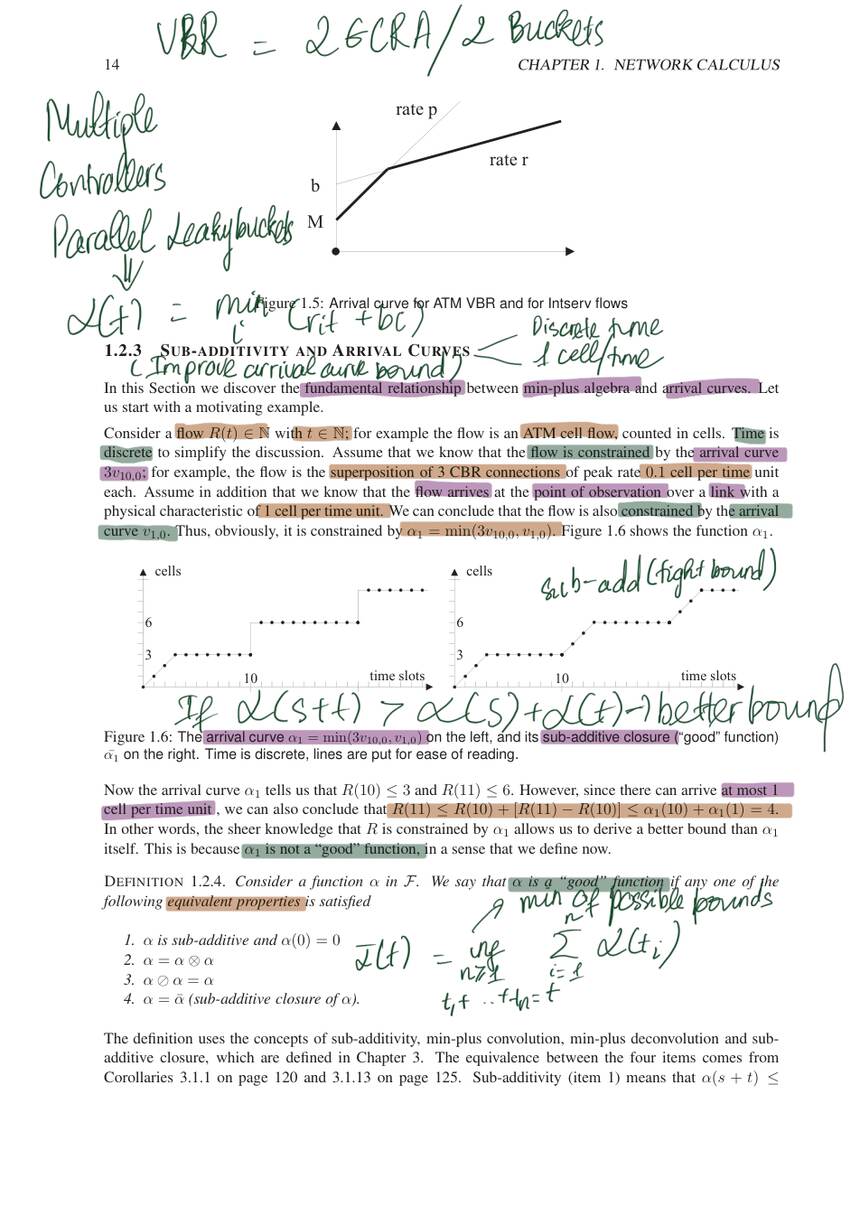 VBR = 2 GCRA / 2 Buckets
14 CHAPTER 1. NETWORK CALCULUS
Multiple
Controllers
Parallel Leaky buckets
⇓
α(t) = min (rit + bi)
i
rate p
rate r
b
M
Figure 1.5: Arrival curve for ATM VBR and for Intserv flows
Discrete time
1 cell/time
1.2.3 SUB-ADDITIVITY AND ARRIVAL CURVES
(Improve arrival curve bound)
In this Section we discover the fundamental relationship between min-plus algebra and arrival curves. Let
us start with a motivating example.
Consider a flow R(t) ∈ ℕ with t ∈ ℕ; for example the flow is an ATM cell flow, counted in cells. Time is
discrete to simplify the discussion. Assume that we know that the flow is constrained by the arrival curve
3v10,0; for example, the flow is the superposition of 3 CBR connections of peak rate 0.1 cell per time unit
each. Assume in addition that we know that the flow arrives at the point of observation over a link with a
physical characteristic of 1 cell per time unit. We can conclude that the flow is also constrained by the arrival
curve v1,0. Thus, obviously, it is constrained by α1 = min(3v10,0, v1,0). Figure 1.6 shows the function α1.
cells
6
3
10
time slots
cells
6
3
10
time slots
sub-add (tight bound)
If α(s+t) > α(s)+α(t) → better bound
Figure 1.6: The arrival curve α1 = min(3v10,0, v1,0) on the left, and its sub-additive closure (“good” function)
ᾱ1 on the right. Time is discrete, lines are put for ease of reading.
Now the arrival curve α1 tells us that R(10) ≤ 3 and R(11) ≤ 6. However, since there can arrive at most 1
cell per time unit , we can also conclude that R(11) ≤ R(10) + [R(11) − R(10)] ≤ α1(10) + α1(1) = 4.
In other words, the sheer knowledge that R is constrained by α1 allows us to derive a better bound than α1
itself. This is because α1 is not a “good” function, in a sense that we define now.
DEFINITION 1.2.4. Consider a function α in F. We say that α is a “good” function if any one of the
following equivalent properties is satisfied
min of possible bounds
1. α is sub-additive and α(0) = 0
2. α = α ⊗ α
3. α ⊘ α = α
4. α = ᾱ (sub-additive closure of α).
ᾱ(t) = inf n Σ α(ti)
n≥1 i=1
t1+ ..+tn=t
The definition uses the concepts of sub-additivity, min-plus convolution, min-plus deconvolution and sub-
additive closure, which are defined in Chapter 3. The equivalence between the four items comes from
Corollaries 3.1.1 on page 120 and 3.1.13 on page 125. Sub-additivity (item 1) means that α(s + t) ≤